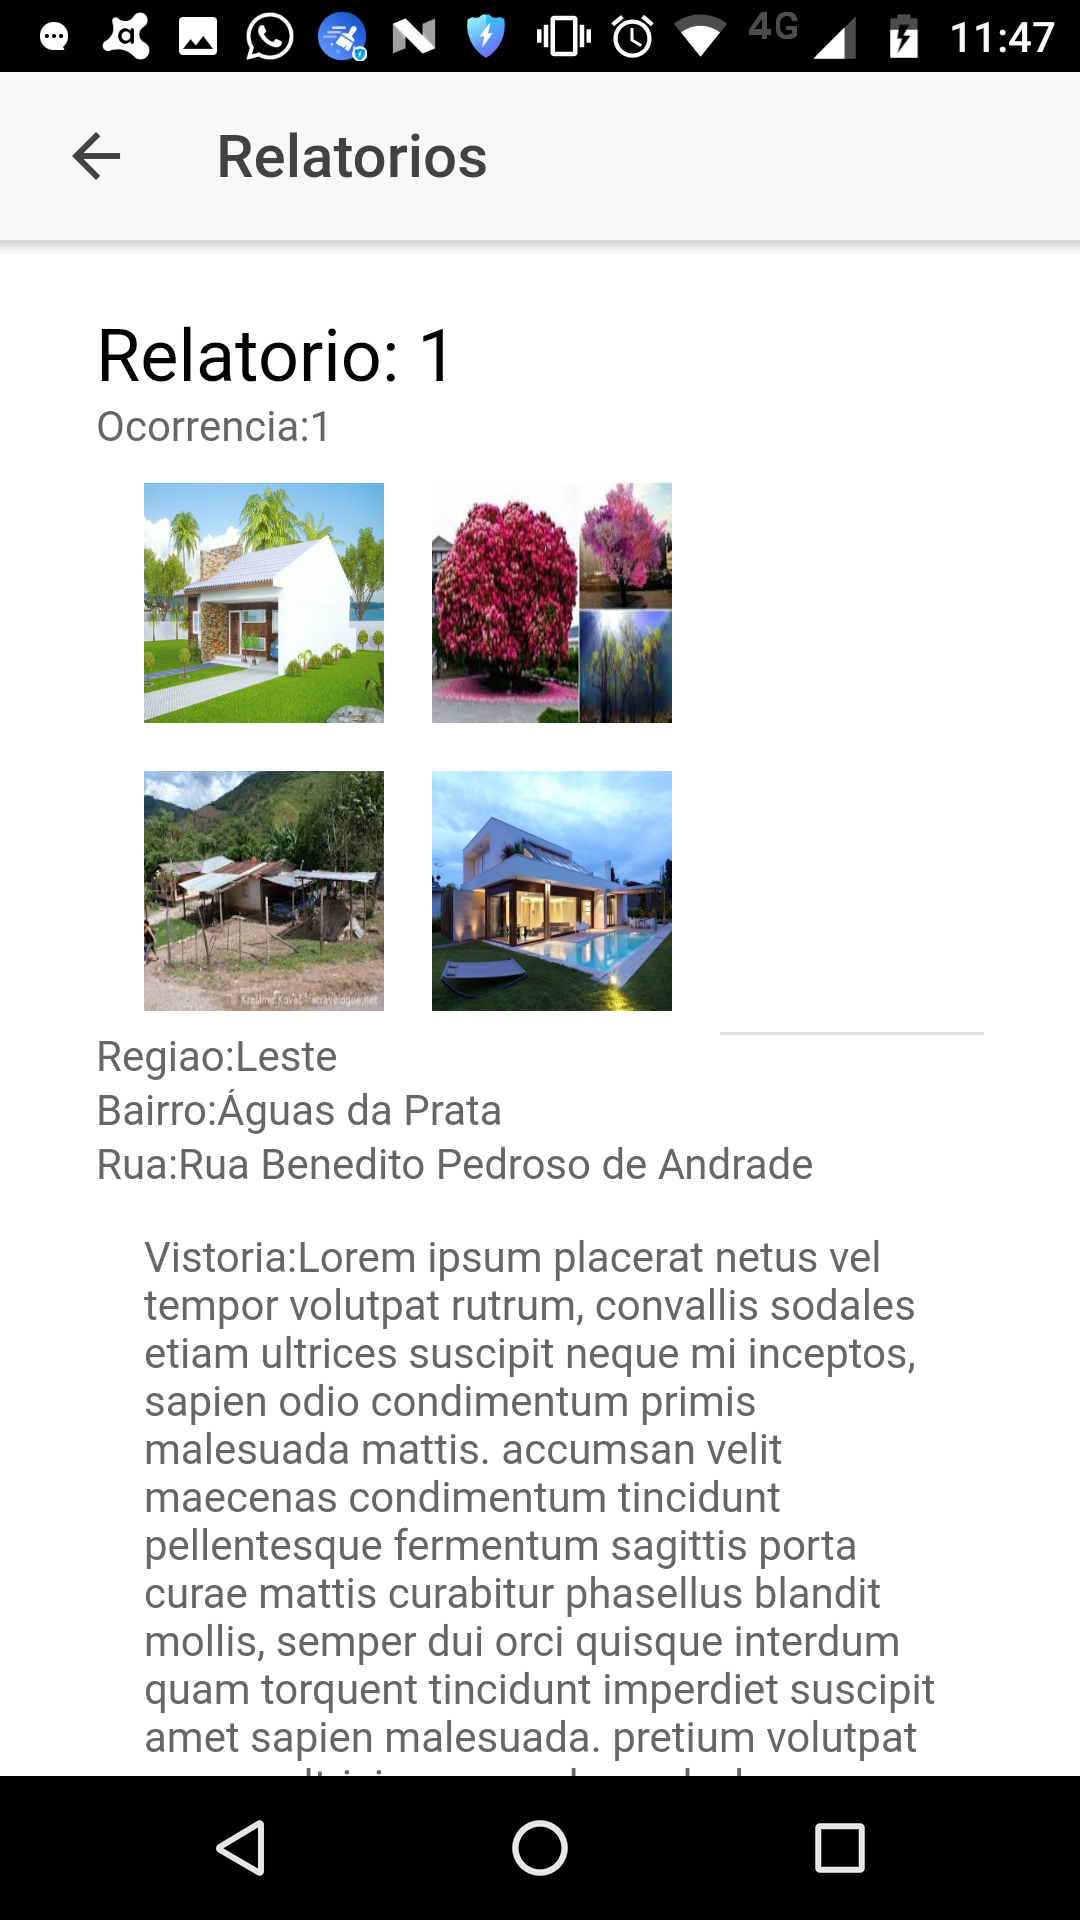 4G 11:47
Relatorios
Relatorio: 1
Ocorrencia:1
© Krešimir Kovač atravelogue.net
Regiao:Leste
Bairro:Águas da Prata
Rua:Rua Benedito Pedroso de Andrade
Vistoria:Lorem ipsum placerat netus vel
tempor volutpat rutrum, convallis sodales
etiam ultrices suscipit neque mi inceptos,
sapien odio condimentum primis
malesuada mattis. accumsan velit
maecenas condimentum tincidunt
pellentesque fermentum sagittis porta
curae mattis curabitur phasellus blandit
mollis, semper dui orci quisque interdum
quam torquent tincidunt imperdiet suscipit
amet sapien malesuada. pretium volutpat